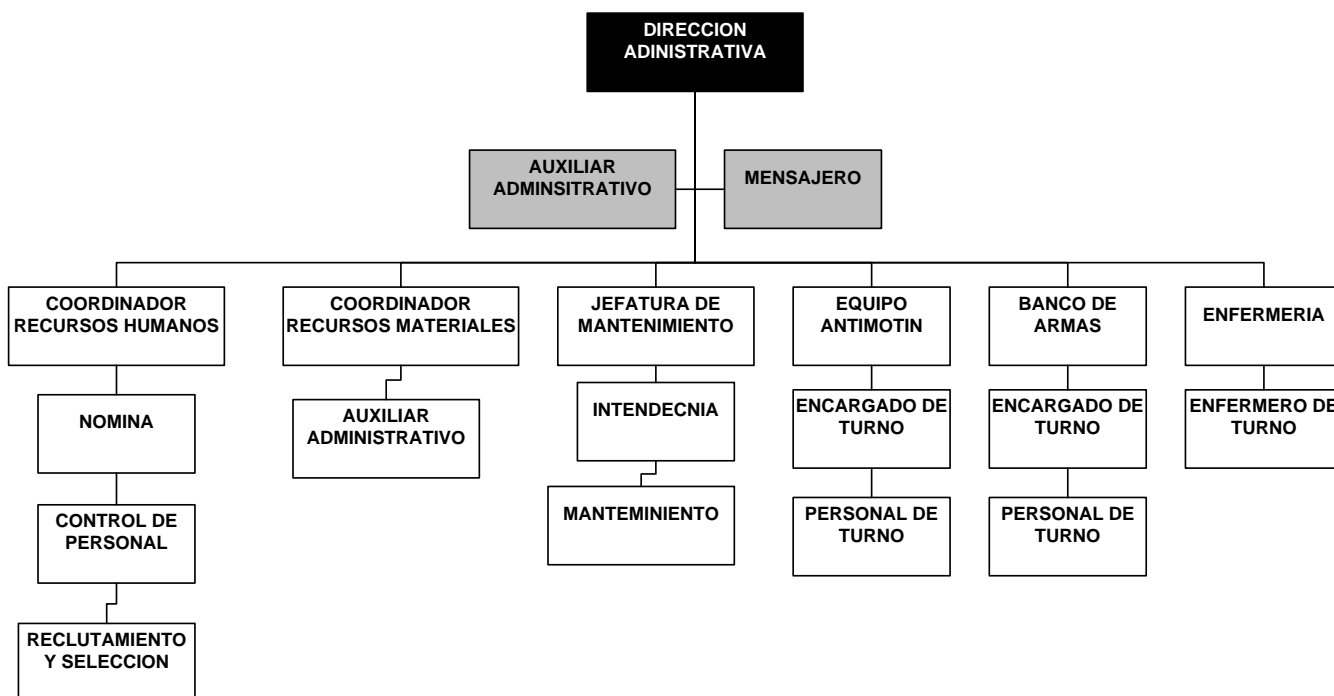 DIRECCION
ADINISTRATIVA
AUXILIAR
ADMINSITRATIVO
MENSAJERO
COORDINADOR
RECURSOS HUMANOS
COORDINADOR
RECURSOS MATERIALES
JEFATURA DE
MANTENIMIENTO
EQUIPO
ANTIMOTIN
BANCO DE
ARMAS
ENFERMERIA
NOMINA
AUXILIAR
ADMINISTRATIVO
INTENDECNIA
ENCARGADO DE
TURNO
ENCARGADO DE
TURNO
ENFERMERO DE
TURNO
CONTROL DE
PERSONAL
MANTEMINIENTO
PERSONAL DE
TURNO
PERSONAL DE
TURNO
RECLUTAMIENTO
Y SELECCION